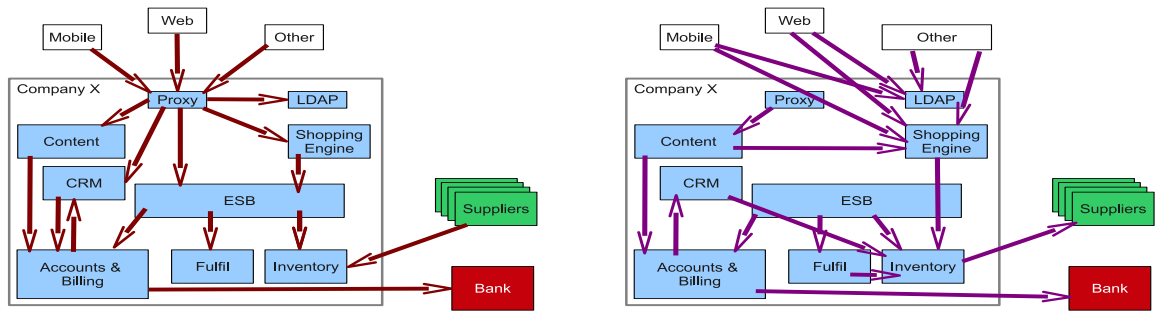 Web
Mobile
Other
Company X
Proxy
LDAP
Content
Shopping
Engine
CRM
ESB
Suppliers
Accounts &
Billing
Fulfil
Inventory
Bank
Web
Mobile
Other
Company X
Proxy
LDAP
Content
Shopping
Engine
CRM
ESB
Suppliers
Accounts &
Billing
Fulfil
Inventory
Bank